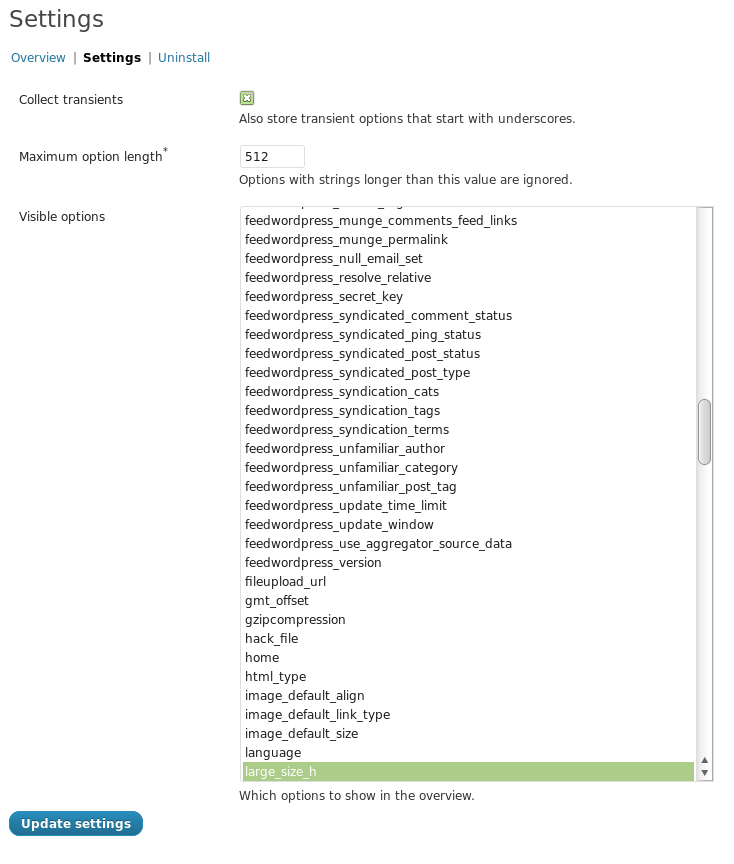 Settings
Overview | Settings | Uninstall
Collect transients
Also store transient options that start with underscores.
Maximum option length* 512
Options with strings longer than this value are ignored.
Visible options
feedwordpress_munge_comments_feed_links
feedwordpress_munge_permalink
feedwordpress_null_email_set
feedwordpress_resolve_relative
feedwordpress_secret_key
feedwordpress_syndicated_comment_status
feedwordpress_syndicated_ping_status
feedwordpress_syndicated_post_status
feedwordpress_syndicated_post_type
feedwordpress_syndication_cats
feedwordpress_syndication_tags
feedwordpress_syndication_terms
feedwordpress_unfamiliar_author
feedwordpress_unfamiliar_category
feedwordpress_unfamiliar_post_tag
feedwordpress_update_time_limit
feedwordpress_update_window
feedwordpress_use_aggregator_source_data
feedwordpress_version
fileupload_url
gmt_offset
gzipcompression
hack_file
home
html_type
image_default_align
image_default_link_type
image_default_size
language
large_size_h
Which options to show in the overview.
Update settings